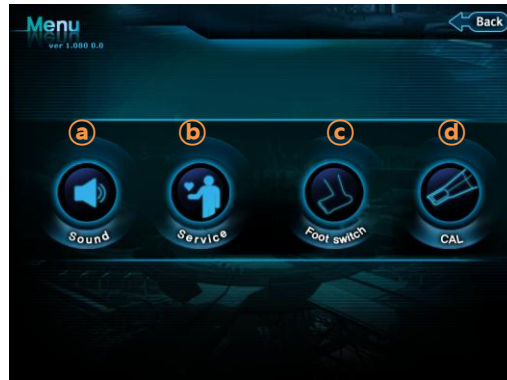 Menu
Back
ver 1.000 0.0
ⓐ
ⓑ
ⓒ
ⓓ
Sound
Service
Foot switch
CAL